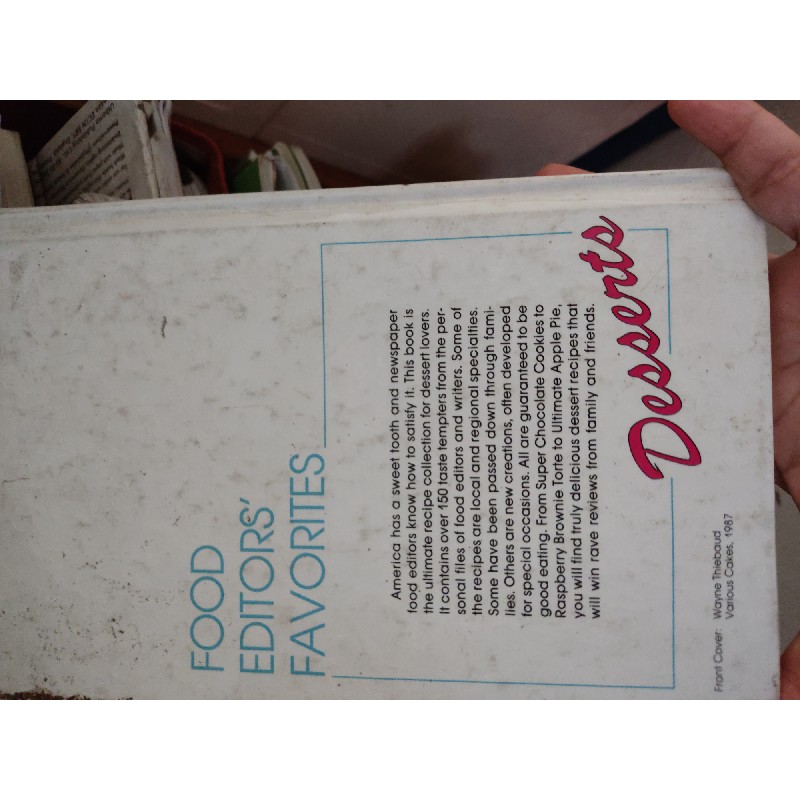 FOOD
EDITORS'
FAVORITES
America has a sweet tooth and newspaper
food editors know how to satisfy it. This book is
the ultimate recipe collection for dessert lovers.
It contains over 150 taste tempters from the per-
sonal files of food editors and writers. Some of
the recipes are local and regional specialties.
Some have been passed down through fami-
lies. Others are new creations, often developed
for special occasions. All are guaranteed to be
good eating. From Super Chocolate Cookies to
Raspberry Brownie Torte to Ultimate Apple Pie,
you will find truly delicious dessert recipes that
will win rave reviews from family and friends.
Desserts
Front Cover: Wayne Thiebaud
Various Cakes, 1987